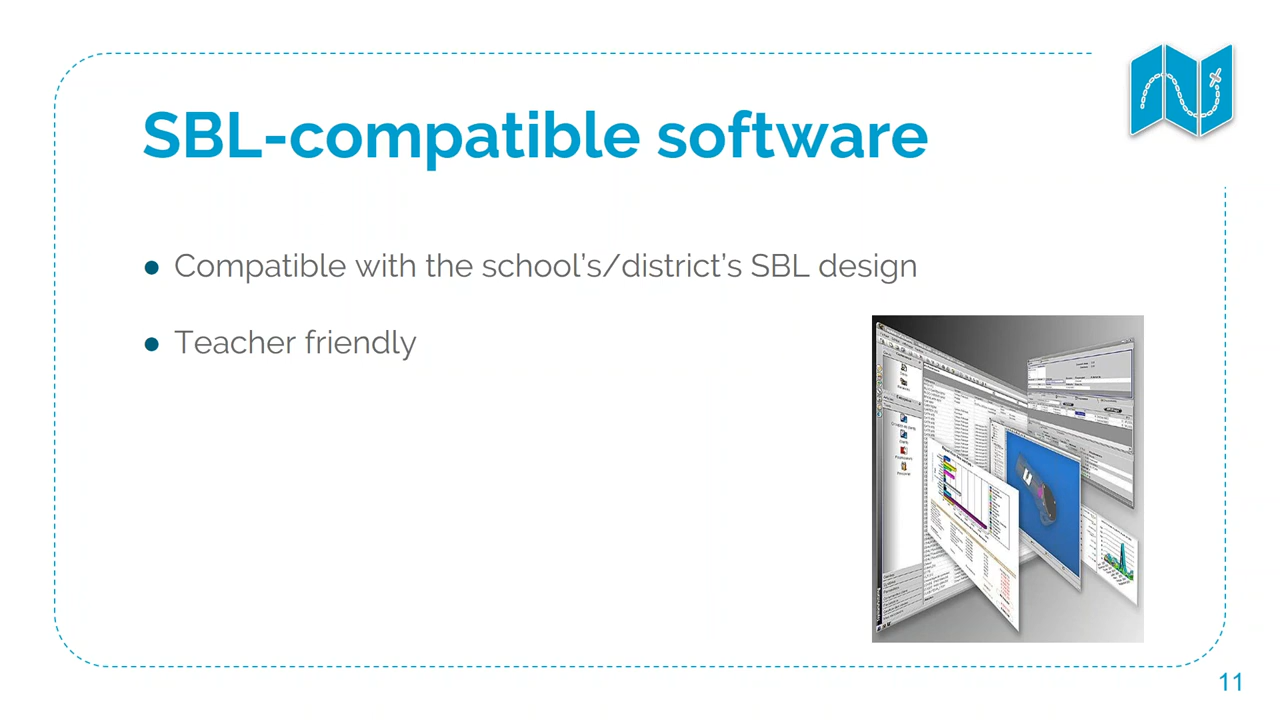 SBL-compatible software
● Compatible with the school's/district's SBL design
● Teacher friendly
11